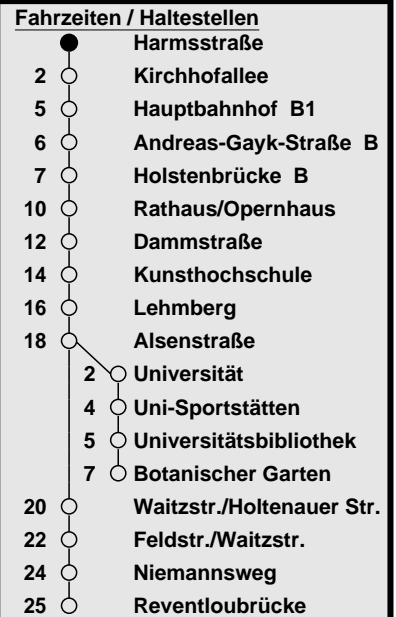 Fahrzeiten / Haltestellen
Harmsstraße
2 Kirchhofallee
5 Hauptbahnhof B1
6 Andreas-Gayk-Straße B
7 Holstenbrücke B
10 Rathaus/Opernhaus
12 Dammstraße
14 Kunsthochschule
16 Lehmberg
18 Alsenstraße
2 Universität
4 Uni-Sportstätten
5 Universitätsbibliothek
7 Botanischer Garten
20 Waitzstr./Holtenauer Str.
22 Feldstr./Waitzstr.
24 Niemannsweg
25 Reventloubrücke